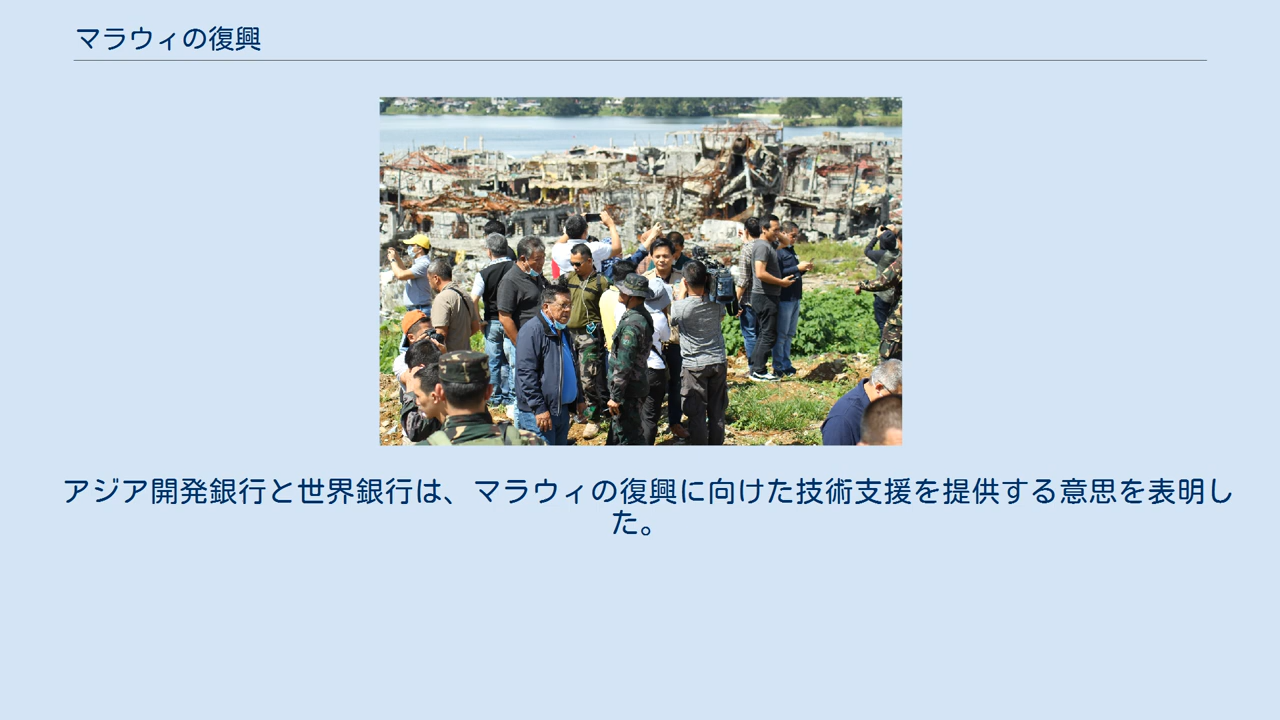 マラウィの復興
アジア開発銀行と世界銀行は、マラウィの復興に向けた技術支援を提供する意思を表明し
た。